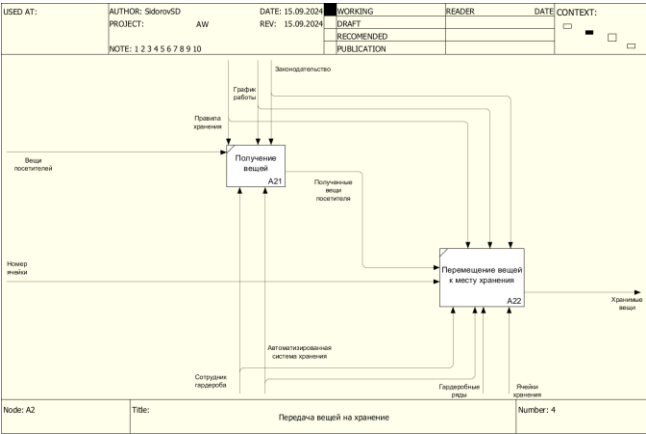 USED AT:
AUTHOR: SidorovSD
DATE: 15.09.2024
WORKING
READER
DATE
CONTEXT:
PROJECT: AW
REV: 15.09.2024
DRAFT
RECOMENDED
NOTE: 1 2 3 4 5 6 7 8 9 10
PUBLICATION
Законодательство
График
работы
Правила
хранения
Вещи
посетителей
Получение
вещей
A21
Полученные
вещи
посетителя
Номер
ячейки
Перемещение вещей
к месту хранения
A22
Хранимые
вещи
Автоматизированная
система хранения
Сотрудник
гардероба
Гардеробные
ряды
Ячейки
хранения
Node: A2
Title:
Передача вещей на хранение
Number: 4